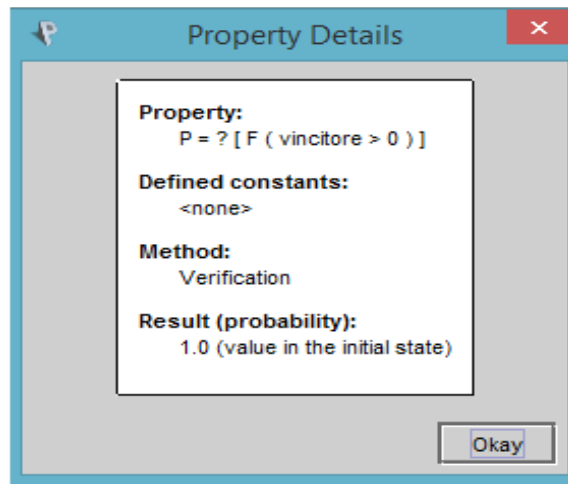 Property Details
Property:
P = ? [ F ( vincitore > 0 ) ]
Defined constants:
<none>
Method:
Verification
Result (probability):
1.0 (value in the initial state)
Okay